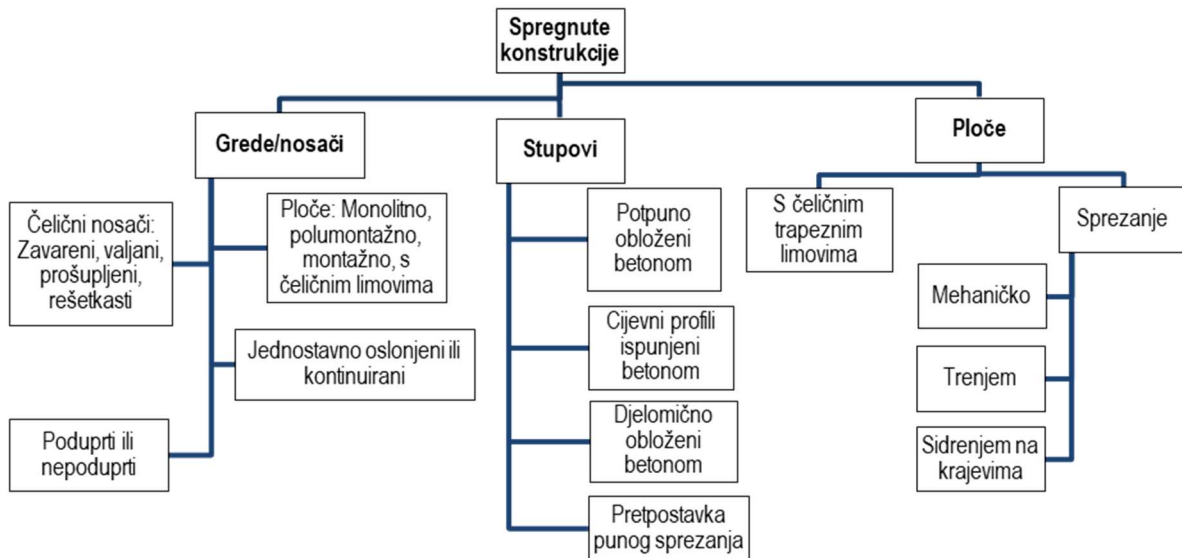 Spregnute
konstrukcije
Grede/nosači
Stupovi
Ploče
Čelični nosači:
Zavareni, valjani,
prošupljeni,
rešetkasti
Ploče: Monolitno,
polumontažno,
montažno, s
čeličnim limovima
Jednostavno oslonjeni ili
kontinuirani
Poduprti ili
nepoduprti
Potpuno
obloženi
betonom
Cijevni profili
ispunjeni
betonom
Djelomično
obloženi
betonom
Pretpostavka
punog sprezanja
S čeličnim
trapeznim
limovima
Sprezanje
Mehaničko
Trenjem
Sidrenjem na
krajevima